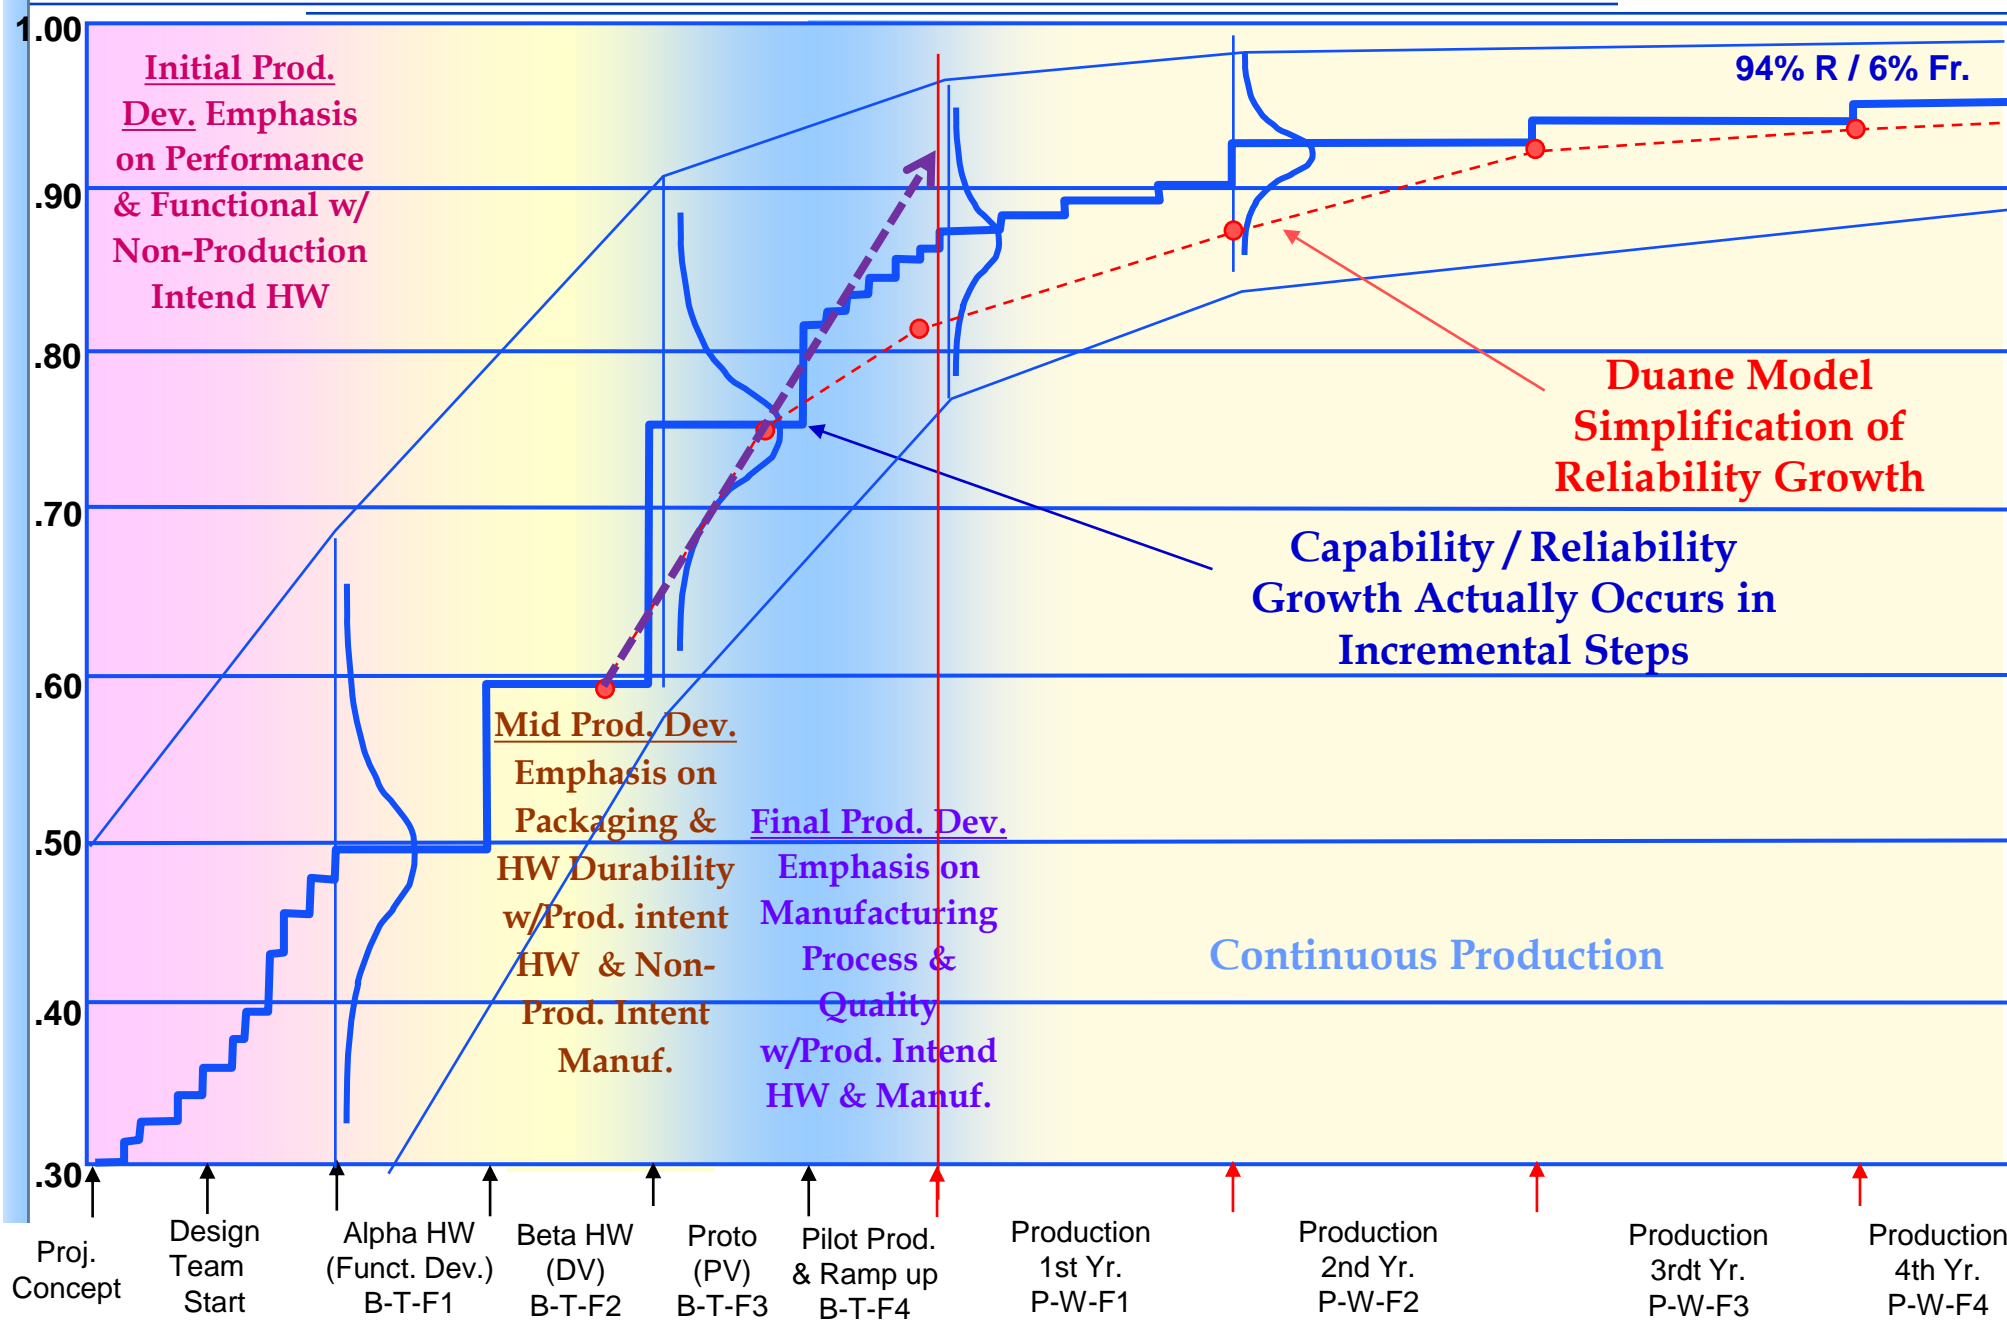 1.00
.90
.80
.70
.60
.50
.40
.30
Initial Prod.
Dev. Emphasis
on Performance
& Functional w/
Non-Production
Intend HW
94% R / 6% Fr.
Duane Model
Simplification of
Reliability Growth
Capability / Reliability
Growth Actually Occurs in
Incremental Steps
Mid Prod. Dev.
Emphasis on
Packaging &
HW Durability
w/Prod. intent
HW & Non-
Prod. Intent
Manuf.
Final Prod. Dev.
Emphasis on
Manufacturing
Process &
Quality
w/Prod. Intend
HW & Manuf.
Continuous Production
Proj.
Concept
Design
Team
Start
Alpha HW
(Funct. Dev.)
B-T-F1
Beta HW
(DV)
B-T-F2
Proto
(PV)
B-T-F3
Pilot Prod.
& Ramp up
B-T-F4
Production
1st Yr.
P-W-F1
Production
2nd Yr.
P-W-F2
Production
3rdt Yr.
P-W-F3
Production
4th Yr.
P-W-F4